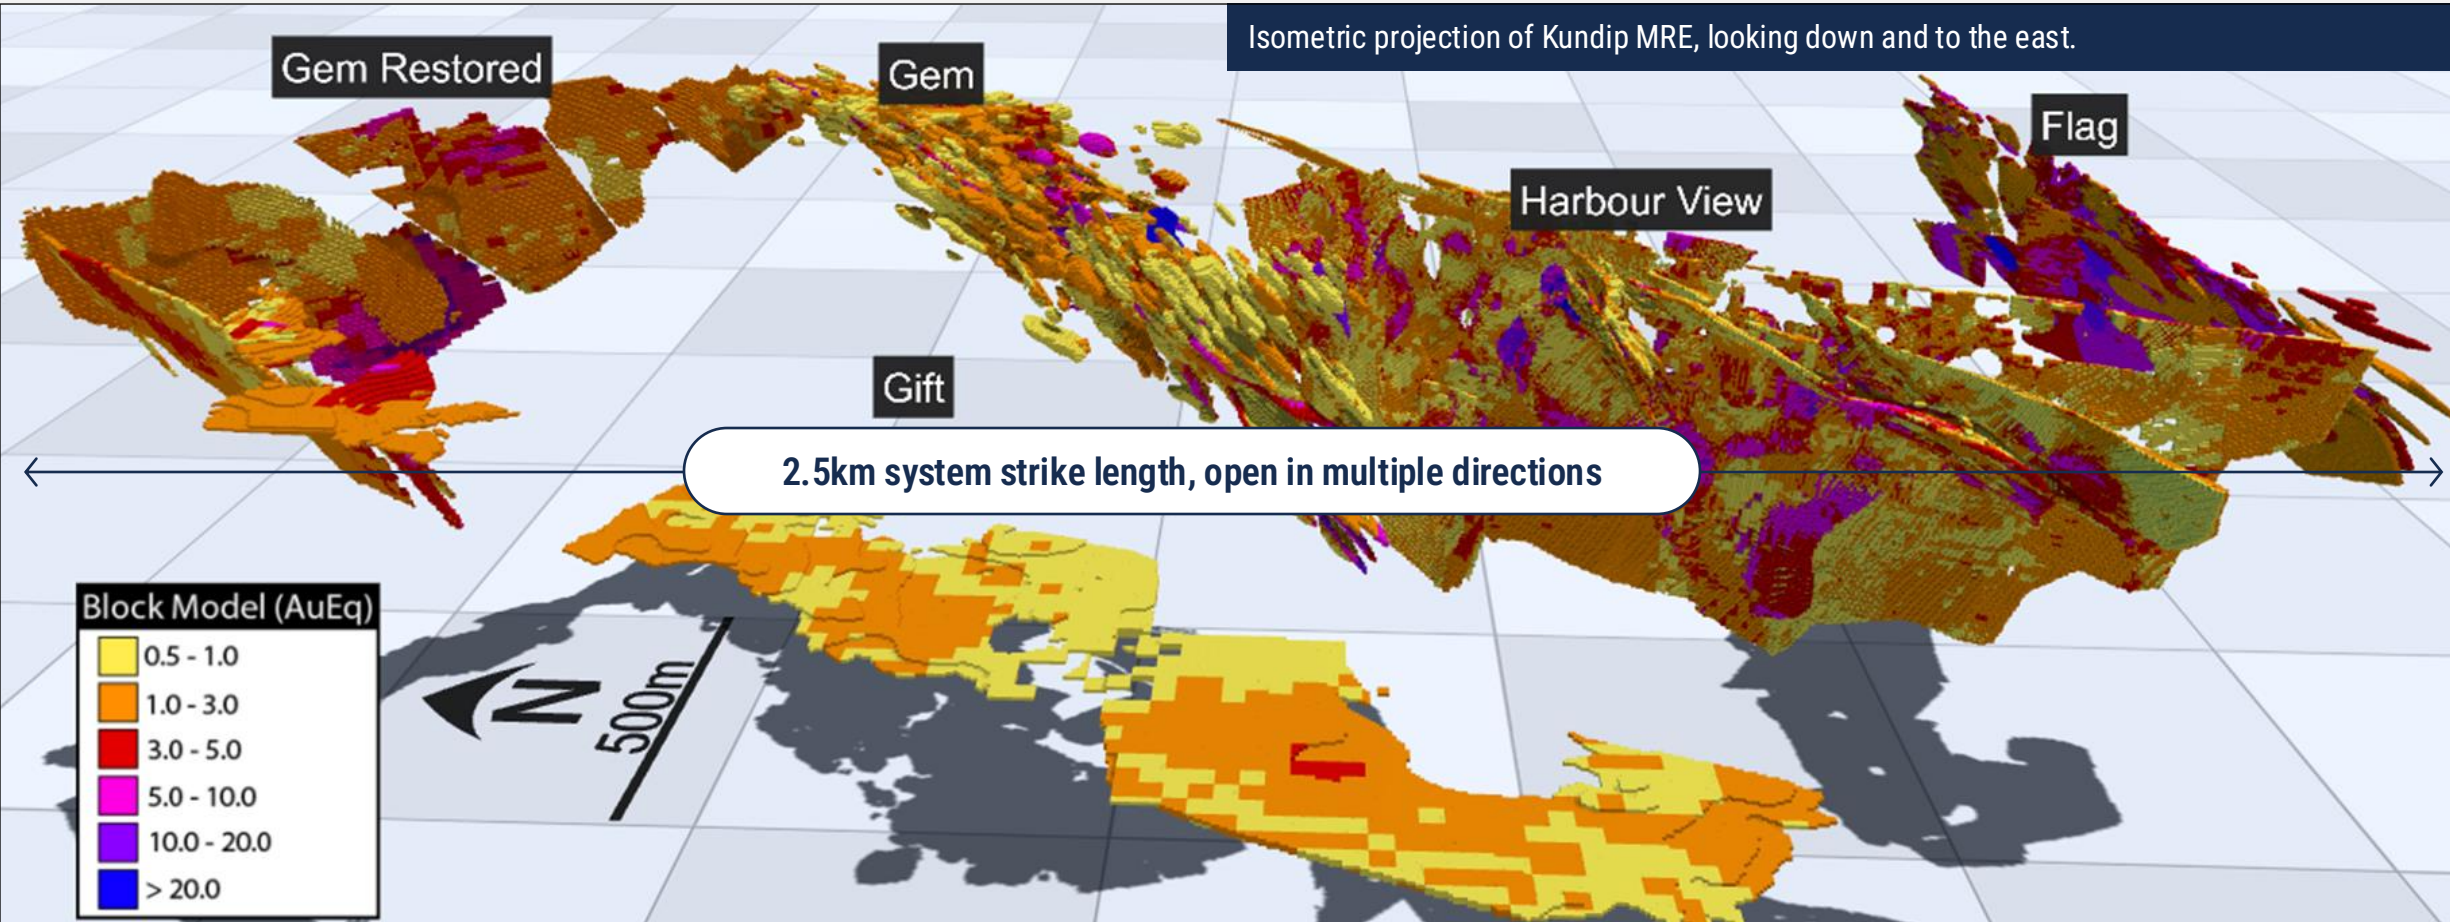 Isometric projection of Kundip MRE, looking down and to the east.
Gem Restored
Gem
Flag
Harbour View
Gift
2.5km system strike length, open in multiple directions
Block Model (AuEq)
0.5 - 1.0
1.0 - 3.0
3.0 - 5.0
5.0 - 10.0
10.0 - 20.0
> 20.0
N
500m